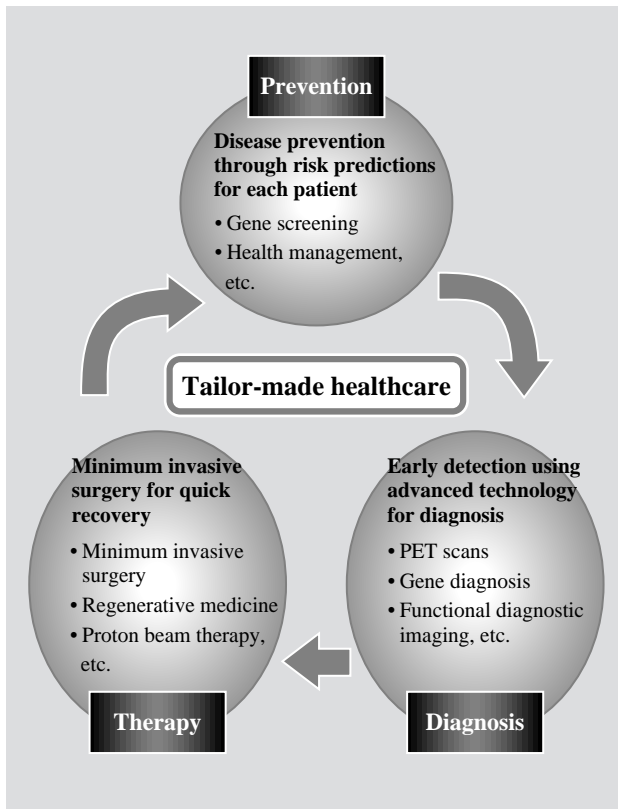 Prevention
Disease prevention
through risk predictions
for each patient
• Gene screening
• Health management,
etc.
Tailor-made healthcare
Early detection using
advanced technology
for diagnosis
• PET scans
• Gene diagnosis
• Functional diagnostic
imaging, etc.
Diagnosis
Minimum invasive
surgery for quick
recovery
• Minimum invasive
surgery
• Regenerative medicine
• Proton beam therapy,
etc.
Therapy